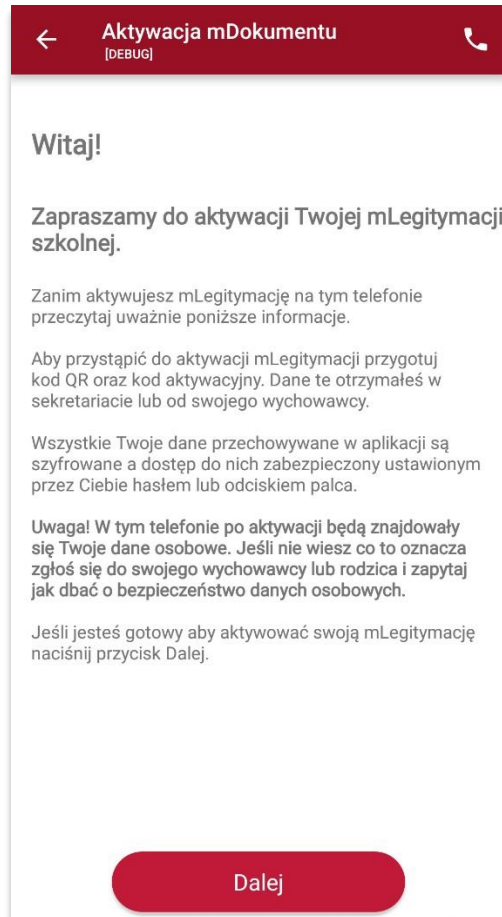 Aktywacja mDokumentu
[DEBUG]
Witaj!
Zapraszamy do aktywacji Twojej mLegitymacji
szkolnej.
Zanim aktywujesz mLegitymację na tym telefonie
przeczytaj uważnie poniższe informacje.
Aby przystąpić do aktywacji mLegitymacji przygotuj
kod QR oraz kod aktywacyjny. Dane te otrzymałeś w
sekretariacie lub od swojego wychowawcy.
Wszystkie Twoje dane przechowywane w aplikacji są
szyfrowane a dostęp do nich zabezpieczony ustawionym
przez Ciebie hasłem lub odciskiem palca.
Uwaga! W tym telefonie po aktywacji będą znajdowały
się Twoje dane osobowe. Jeśli nie wiesz co to oznacza
zgłoś się do swojego wychowawcy lub rodzica i zapytaj
jak dbać o bezpieczeństwo danych osobowych.
Jeśli jesteś gotowy aby aktywować swoją mLegitymację
naciśnij przycisk Dalej.
Dalej